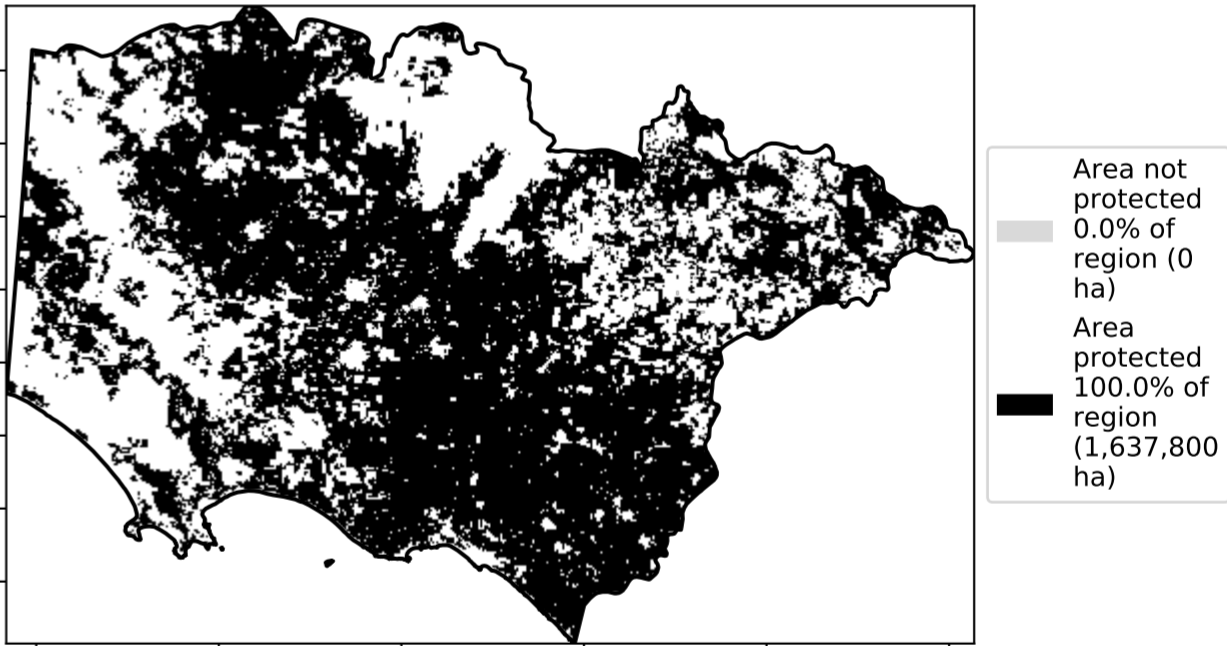 Area not
protected
0.0% of
region (0
ha)
Area
protected
100.0% of
region
(1,637,800
ha)